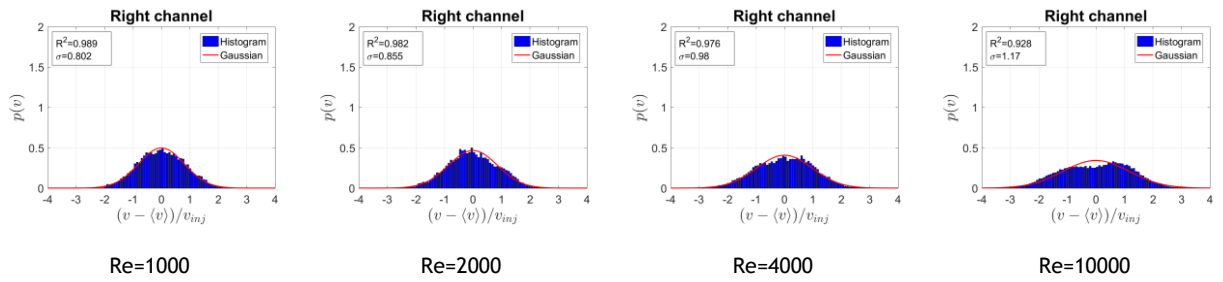 Right channel
R²=0.989
σ=0.802
Histogram
Gaussian
2
1.5
1
0.5
0
p(v)
-4 -3 -2 -1 0 1 2 3 4
(v − ⟨v⟩)/v_inj
Re=1000
Right channel
R²=0.982
σ=0.855
Histogram
Gaussian
2
1.5
1
0.5
0
p(v)
-4 -3 -2 -1 0 1 2 3 4
(v − ⟨v⟩)/v_inj
Re=2000
Right channel
R²=0.976
σ=0.98
Histogram
Gaussian
2
1.5
1
0.5
0
p(v)
-4 -3 -2 -1 0 1 2 3 4
(v − ⟨v⟩)/v_inj
Re=4000
Right channel
R²=0.928
σ=1.17
Histogram
Gaussian
2
1.5
1
0.5
0
p(v)
-4 -3 -2 -1 0 1 2 3 4
(v − ⟨v⟩)/v_inj
Re=10000